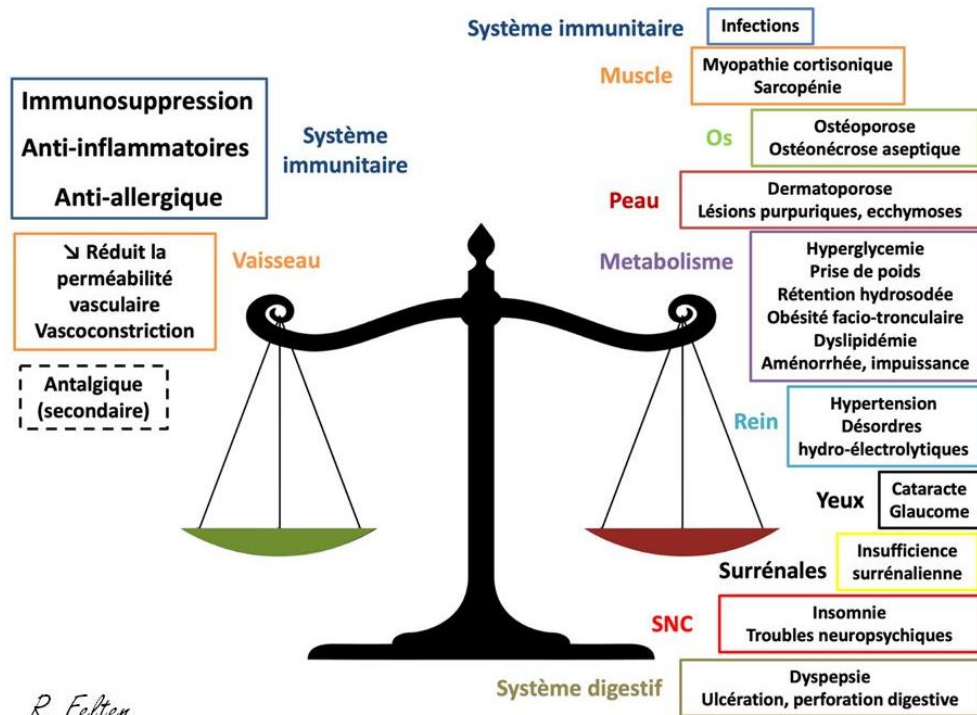 Immunosuppression
Anti-inflammatoires
Anti-allergique
Système
immunitaire
↘ Réduit la
perméabilité
vasculaire
Vasoconstriction
Vaisseau
Antalgique
(secondaire)
Système immunitaire
Infections
Muscle
Myopathie cortisonique
Sarcopénie
Os
Ostéoporose
Ostéonécrose aseptique
Peau
Dermatoporose
Lésions purpuriques, ecchymoses
Metabolisme
Hyperglycemie
Prise de poids
Rétention hydrosodée
Obésité facio-tronculaire
Dyslipidémie
Aménorrhée, impuissance
Rein
Hypertension
Désordres
hydro-électrolytiques
Yeux
Cataracte
Glaucome
Surrénales
Insufficience
surrénalienne
SNC
Insomnie
Troubles neuropsychiques
Système digestif
Dyspepsie
Ulcération, perforation digestive
R. Felten